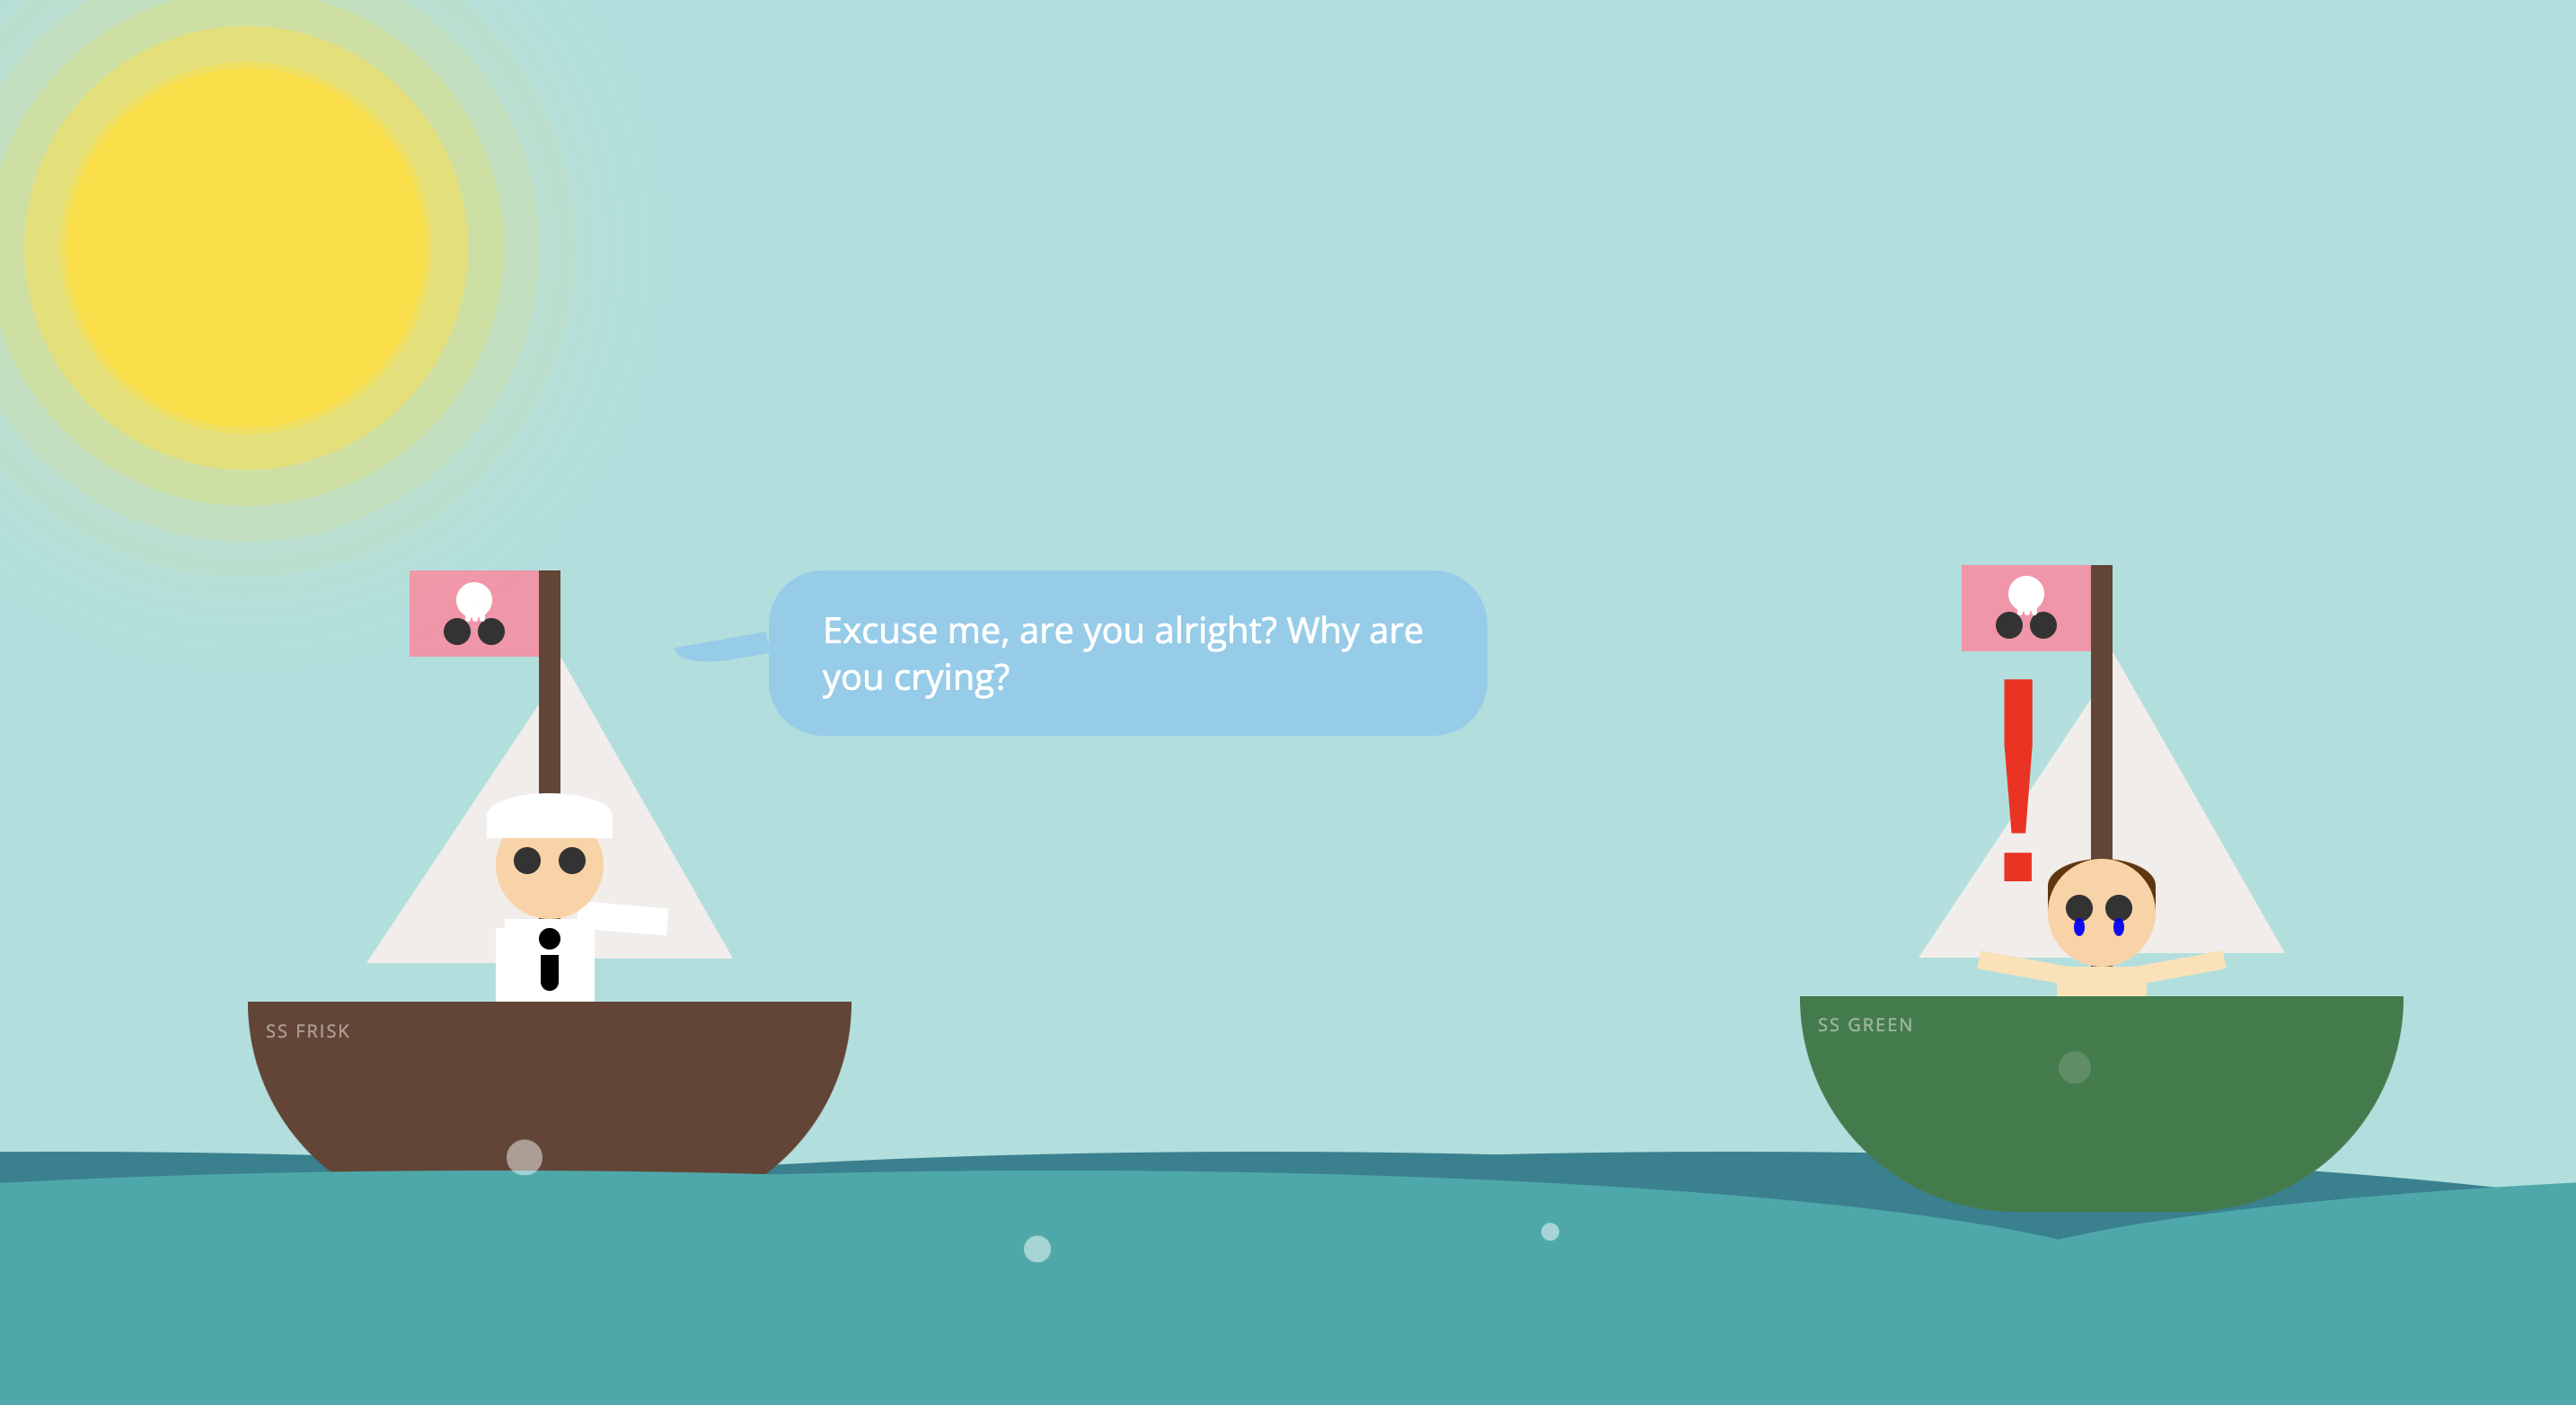 Excuse me, are you alright? Why are
you crying?
!
SS FRISK
SS GREEN